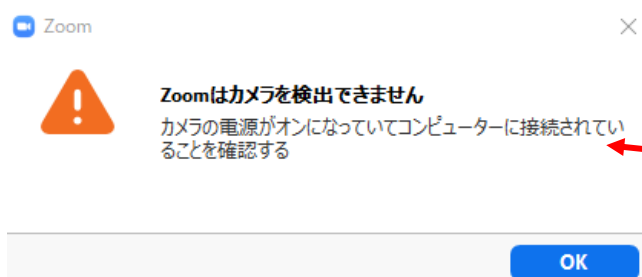 Zoom
Zoomはカメラを検出できません
カメラの電源がオンになっていてコンピューターに接続されてい
ることを確認する
OK